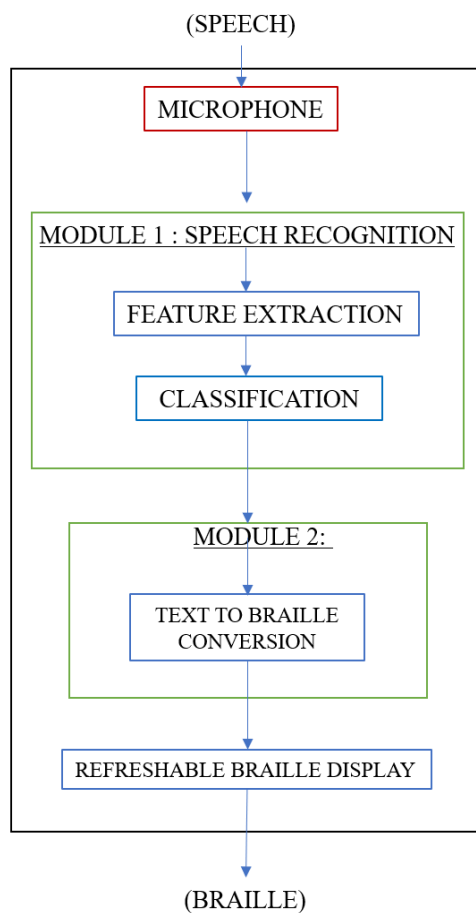 (SPEECH)
MICROPHONE
MODULE 1 : SPEECH RECOGNITION
FEATURE EXTRACTION
CLASSIFICATION
MODULE 2:
TEXT TO BRAILLE
CONVERSION
REFRESHABLE BRAILLE DISPLAY
(BRAILLE)